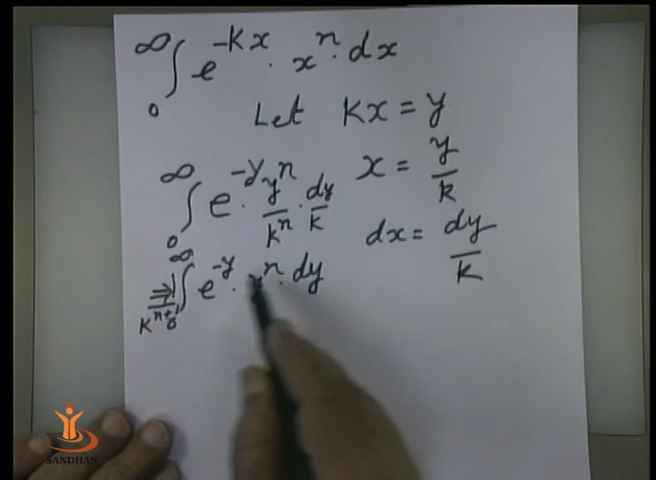 ∞∫0 e^-Kx · x^n · dx
Let Kx = y
∞∫0 e^-y · y^n/k^n · dy/k
x = y/k
dx = dy/k
⇒ 1/k^n+1 ∞∫0 e^-y · n · dy
SANDHAN